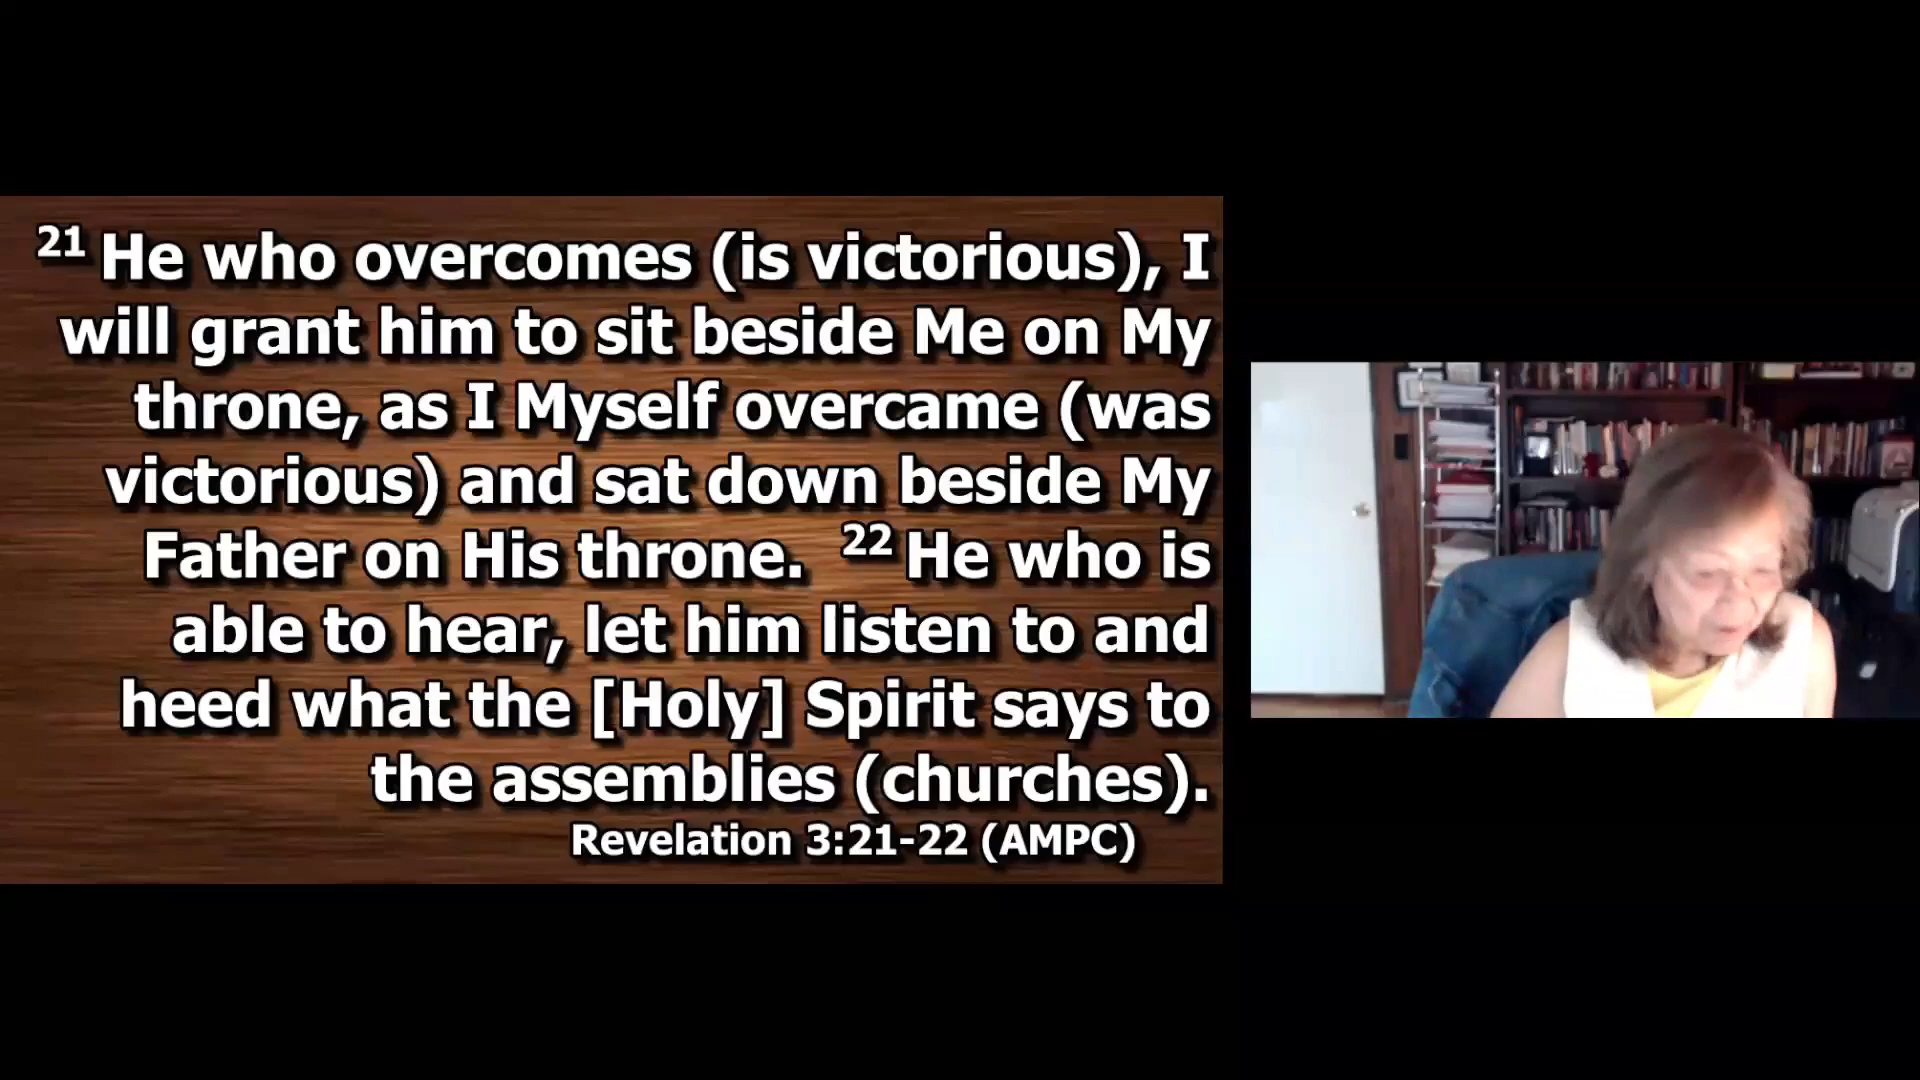 21 He who overcomes (is victorious), I
will grant him to sit beside Me on My
throne, as I Myself overcame (was
victorious) and sat down beside My
Father on His throne. 22 He who is
able to hear, let him listen to and
heed what the [Holy] Spirit says to
the assemblies (churches).
Revelation 3:21-22 (AMPC)